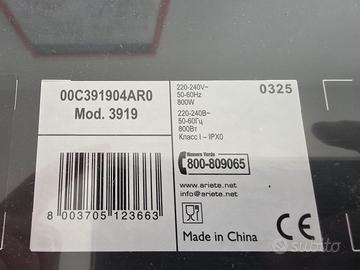 00C391904AR0
Mod. 3919
220-240V~
50-60Hz
800W
0325
220-240В~
50-60Гц
800Вт
Класс I – IPX0
Numero Verde
800-809065
www.ariete.net
info@ariete.net
8 003705 123663
Made in China
CE
subito